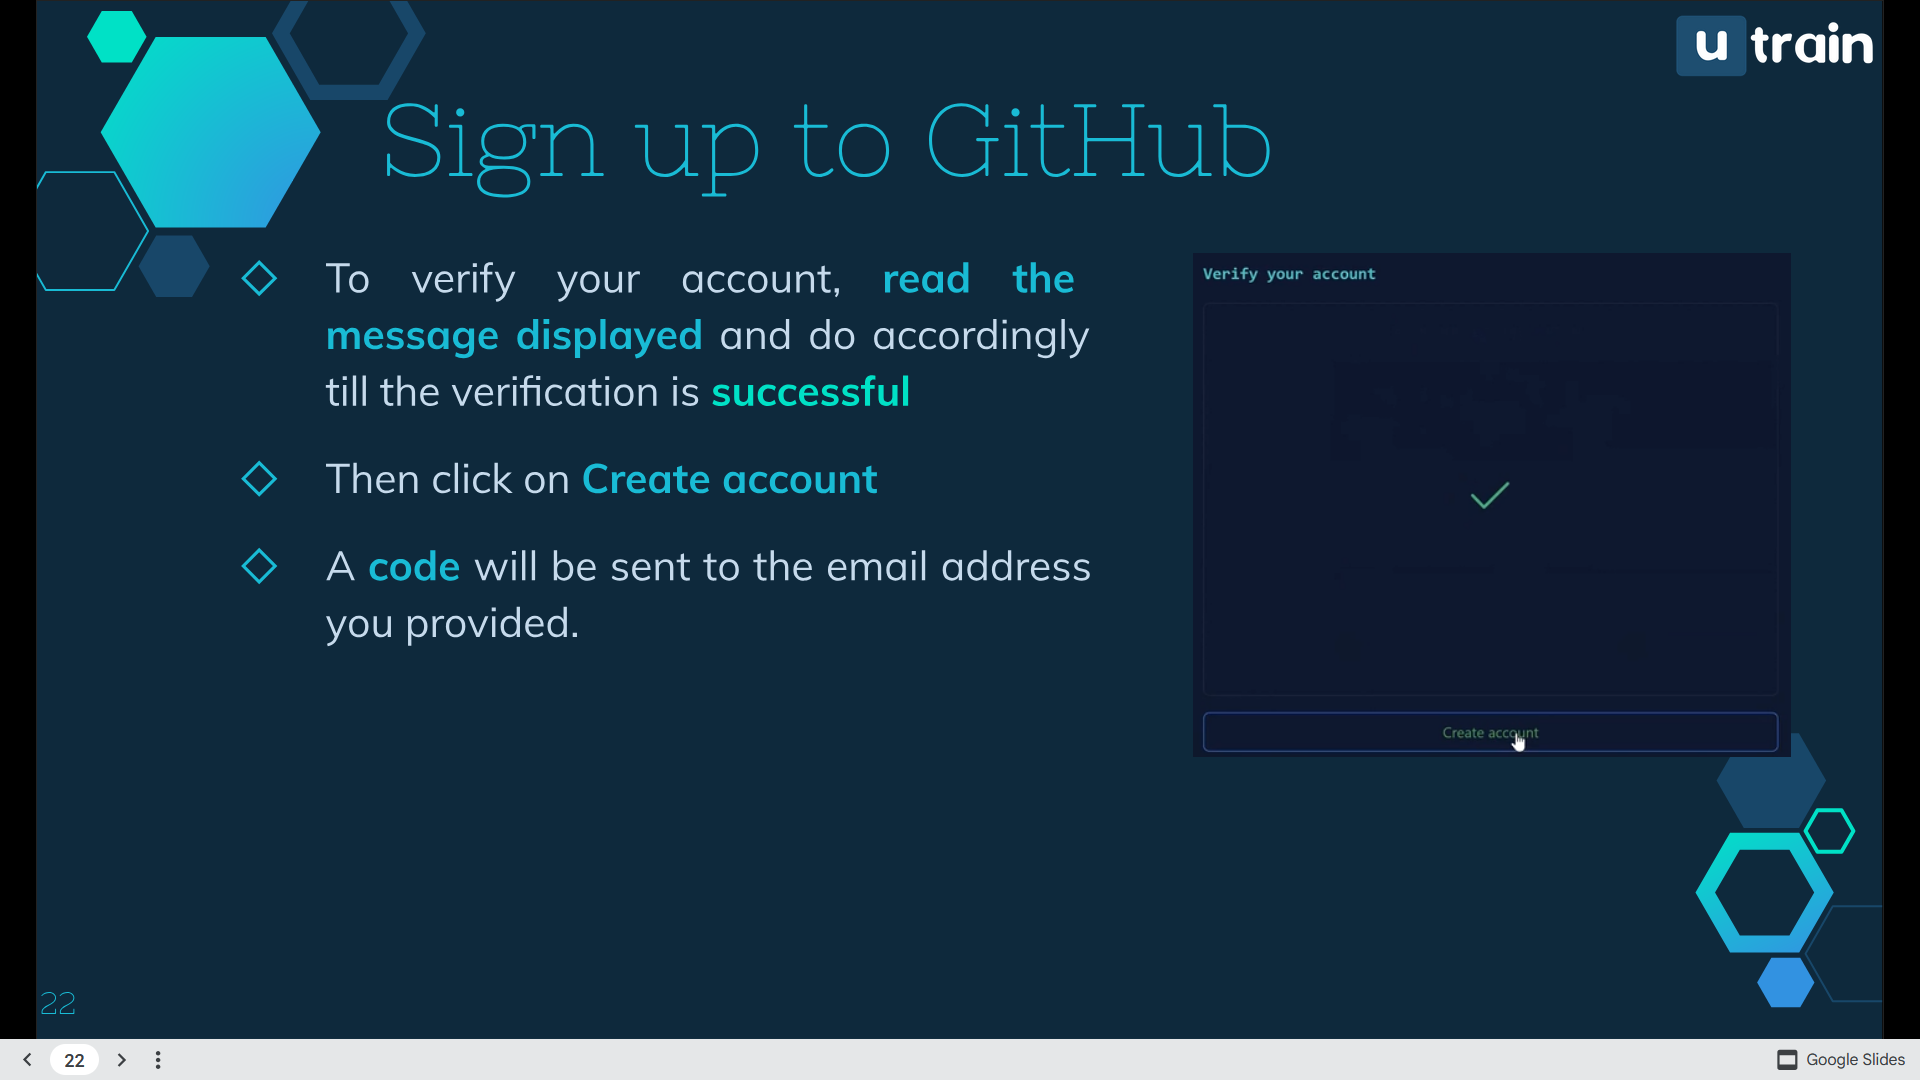 u train
Sign up to GitHub
To verify your account, read the
message displayed and do accordingly
till the verification is successful
Then click on Create account
A code will be sent to the email address
you provided.
Verify your account
Create account
22
22
Google Slides